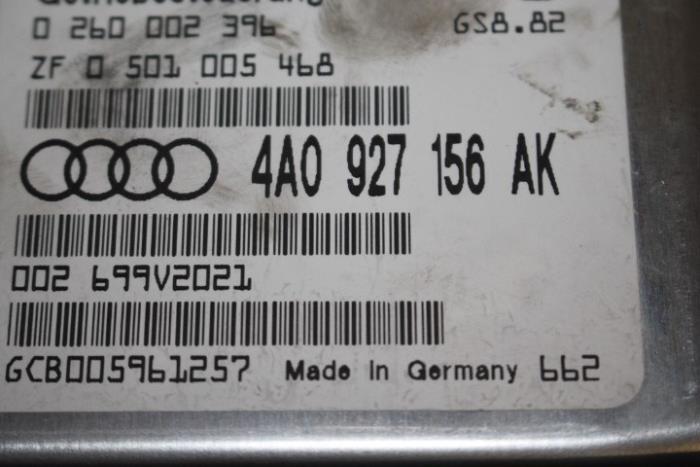 Getriebesteuerung
0 260 002 396 GS8.82
ZF 0 501 005 468
4A0 927 156 AK
002 699V2021
GCB005961257 Made In Germany 662